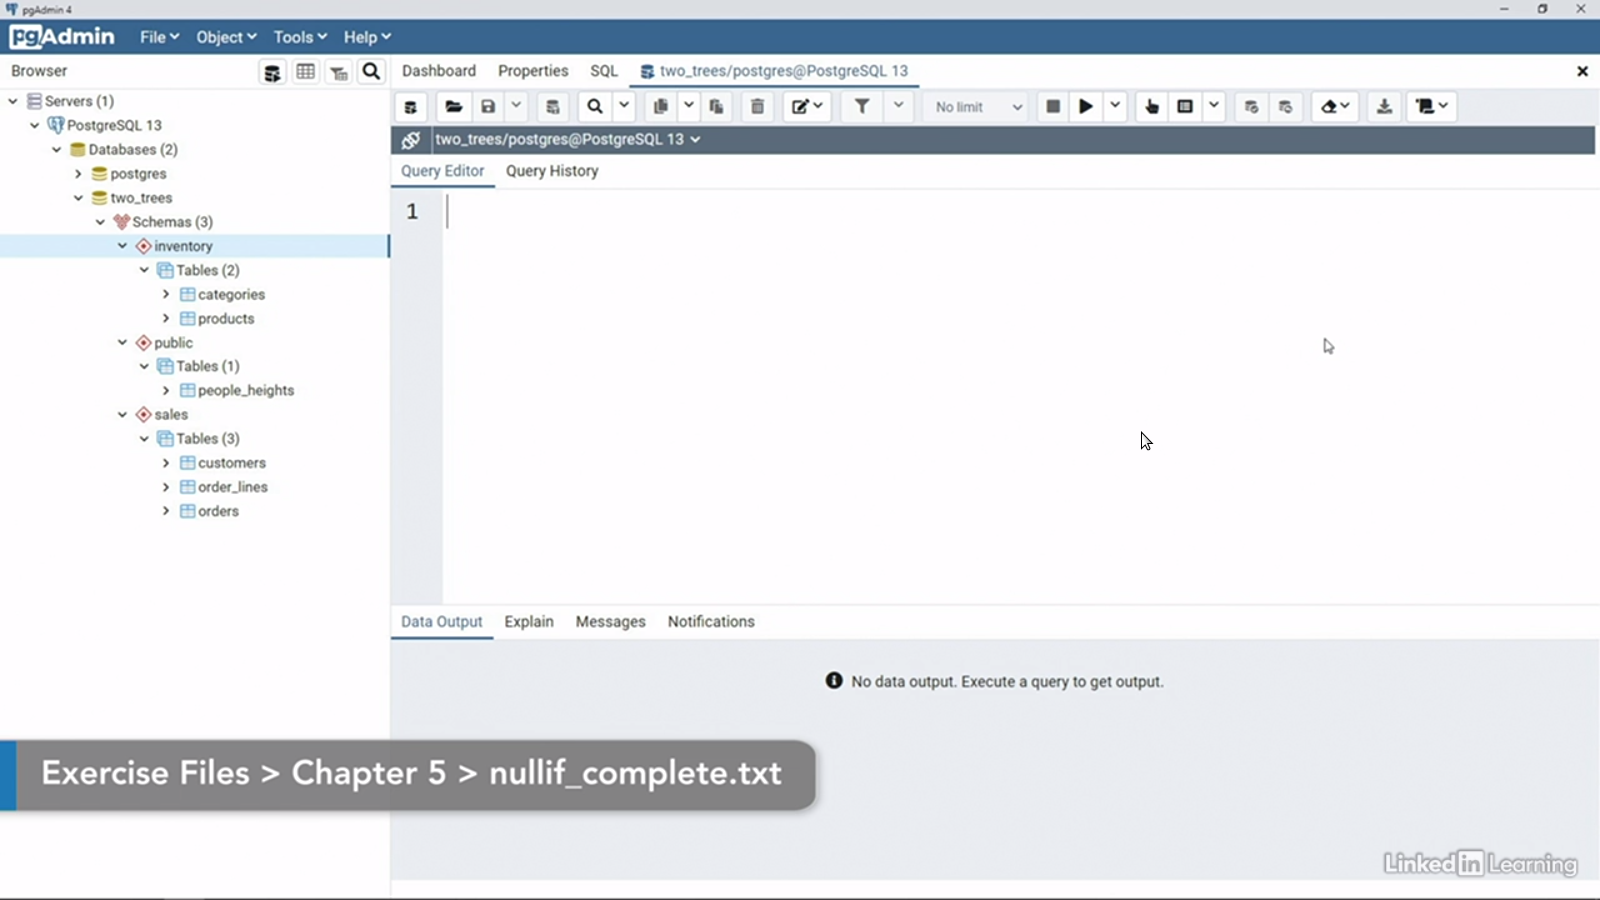 pgAdmin 4
pgAdmin File Object Tools Help
Browser
Dashboard Properties SQL two_trees/postgres@PostgreSQL 13
Servers (1)
PostgreSQL 13
Databases (2)
postgres
two_trees
Schemas (3)
inventory
Tables (2)
categories
products
public
Tables (1)
people_heights
sales
Tables (3)
customers
order_lines
orders
No limit
two_trees/postgres@PostgreSQL 13
Query Editor Query History
1
Data Output Explain Messages Notifications
No data output. Execute a query to get output.
Exercise Files > Chapter 5 > nullif_complete.txt
Linked in Learning